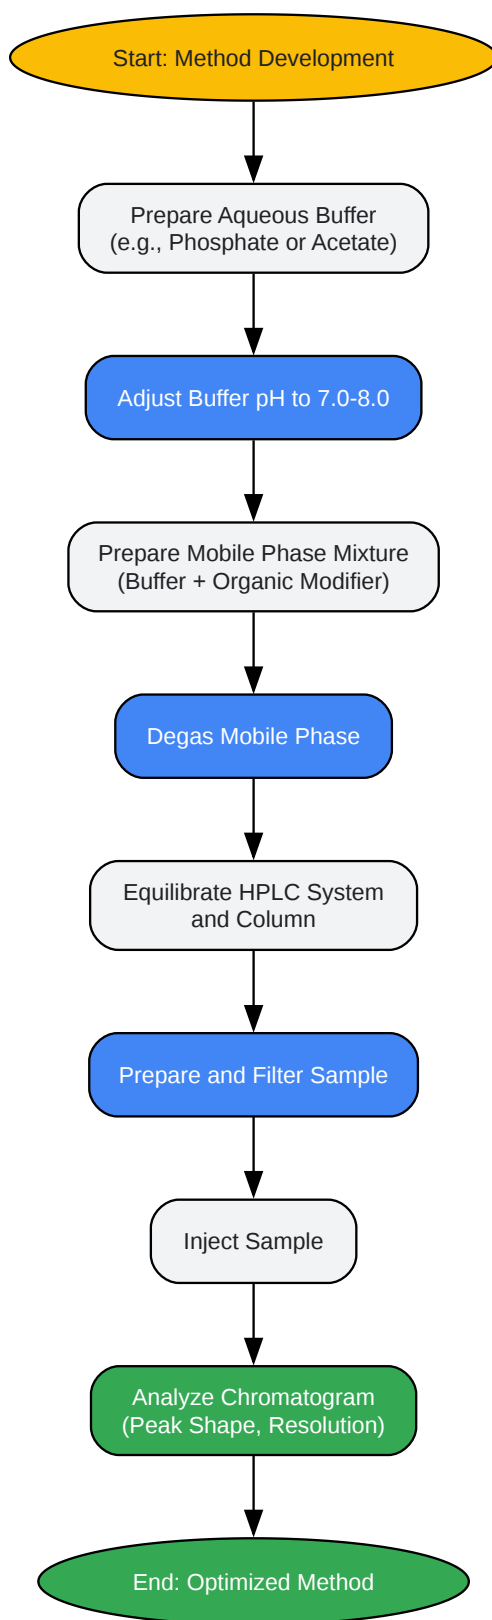 Start: Method Development
Prepare Aqueous Buffer
(e.g., Phosphate or Acetate)
Adjust Buffer pH to 7.0-8.0
Prepare Mobile Phase Mixture
(Buffer + Organic Modifier)
Degas Mobile Phase
Equilibrate HPLC System
and Column
Prepare and Filter Sample
Inject Sample
Analyze Chromatogram
(Peak Shape, Resolution)
End: Optimized Method